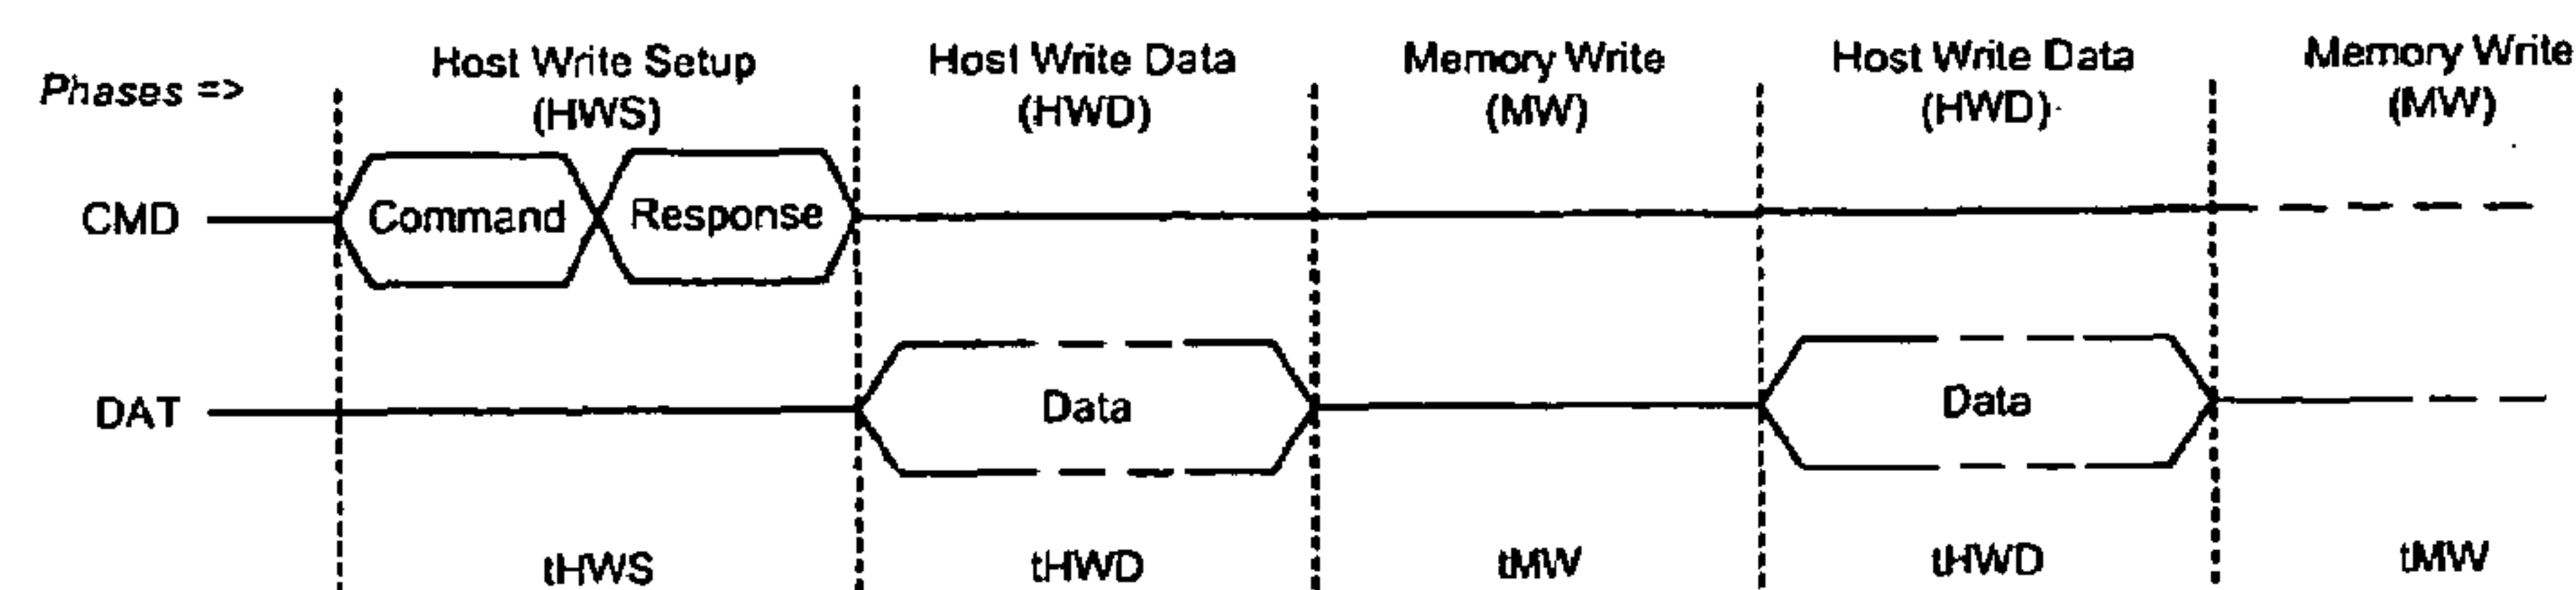 Phases =>
Host Write Setup
(HWS)
Host Write Data
(HWD)
Memory Write
(MW)
Host Write Data
(HWD)
Memory Write
(MW)
CMD
Command
Response
DAT
Data
Data
tHWS
tHWD
tMW
tHWD
tMW